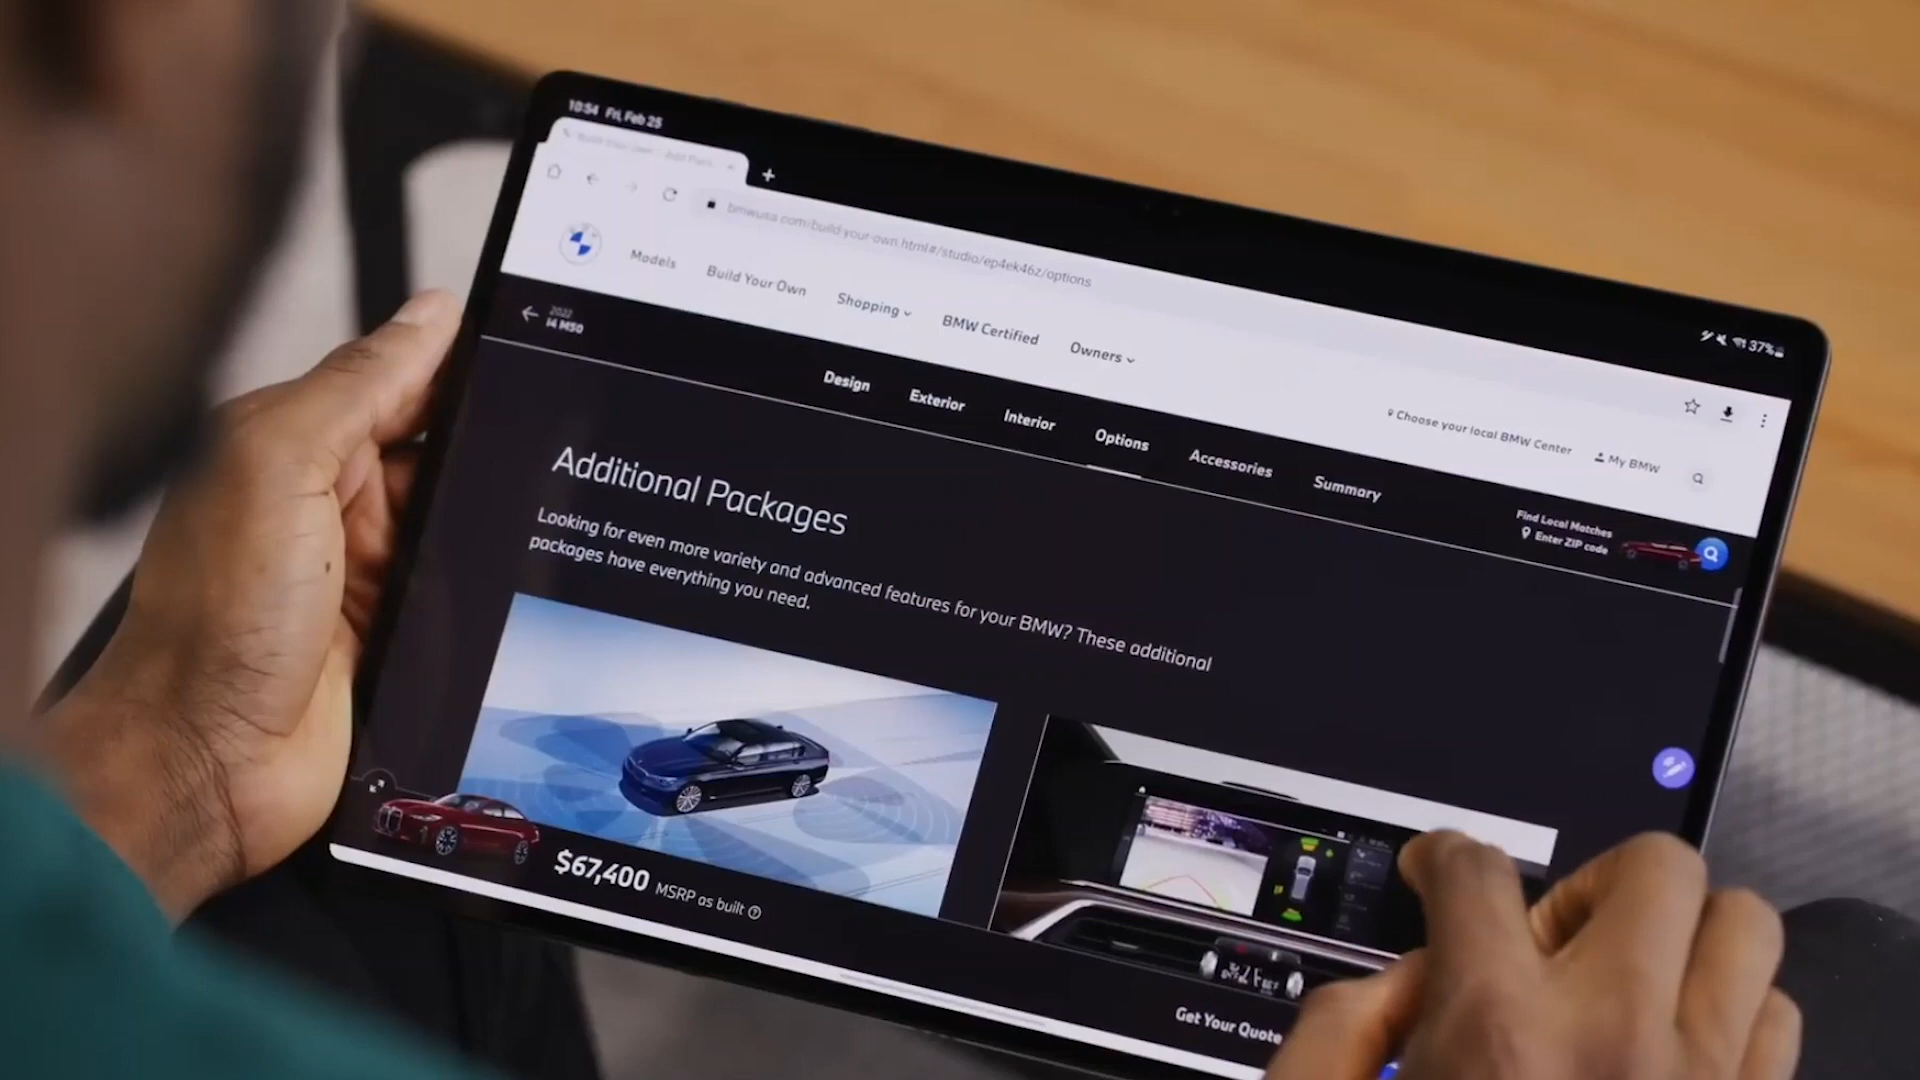 10:54 Fri, Feb 25
Build Your Own
bmwusa.com/build-your-own.html#/studio/ep4ek46z/options
37%
Models
Build Your Own
Shopping
BMW Certified
Owners
Choose your local BMW Center
My BMW
2022
i4 M50
Design
Exterior
Interior
Options
Accessories
Summary
Find Local Matches
Enter ZIP code
Additional Packages
Looking for even more variety and advanced features for your BMW? These additional
packages have everything you need.
$67,400 MSRP as built
Get Your Quote